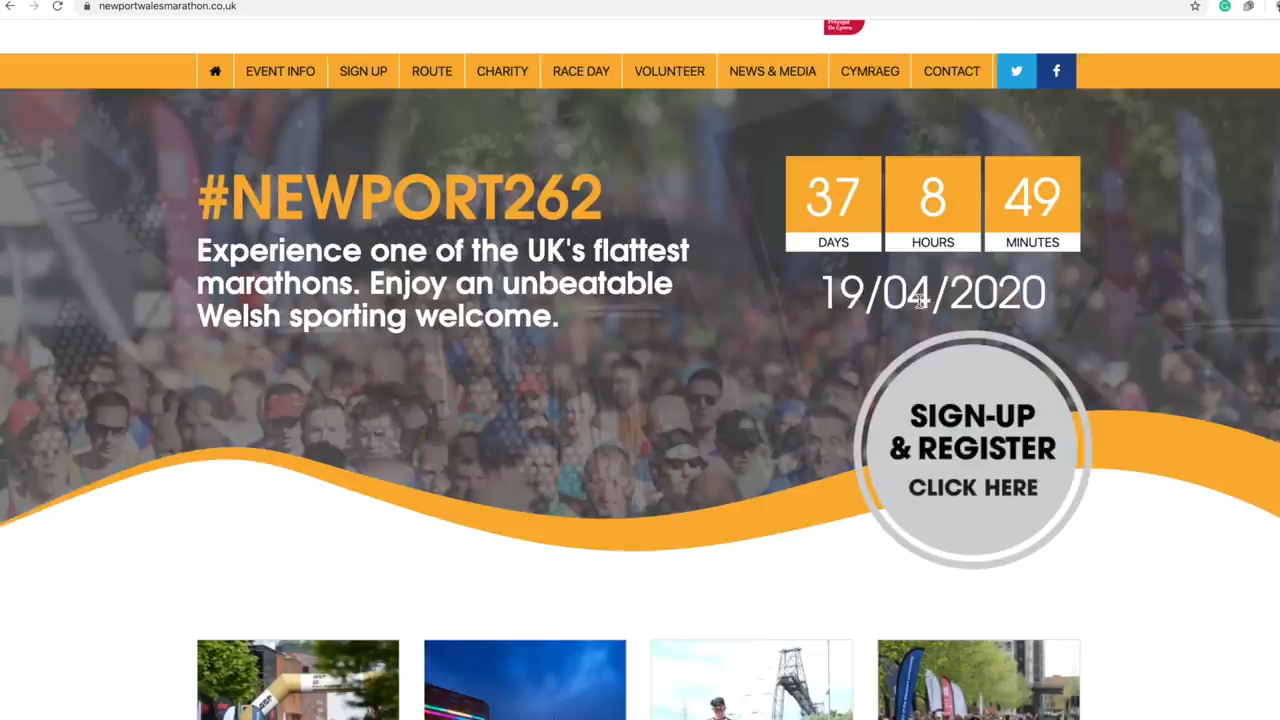 newportwalesmarathon.co.uk
De Cymru
EVENT INFO
SIGN UP
ROUTE
CHARITY
RACE DAY
VOLUNTEER
NEWS & MEDIA
CYMRAEG
CONTACT
#NEWPORT262
Experience one of the UK's flattest
marathons. Enjoy an unbeatable
Welsh sporting welcome.
37
8
49
DAYS
HOURS
MINUTES
19/04/2020
SIGN-UP
& REGISTER
CLICK HERE